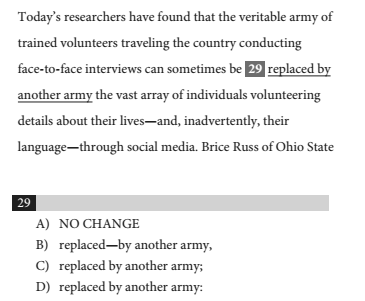 Today’s researchers have found that the veritable army of
trained volunteers traveling the country conducting
face-to-face interviews can sometimes be 29 replaced by
another army the vast array of individuals volunteering
details about their lives—and, inadvertently, their
language—through social media. Brice Russ of Ohio State
29
A) NO CHANGE
B) replaced—by another army,
C) replaced by another army;
D) replaced by another army: